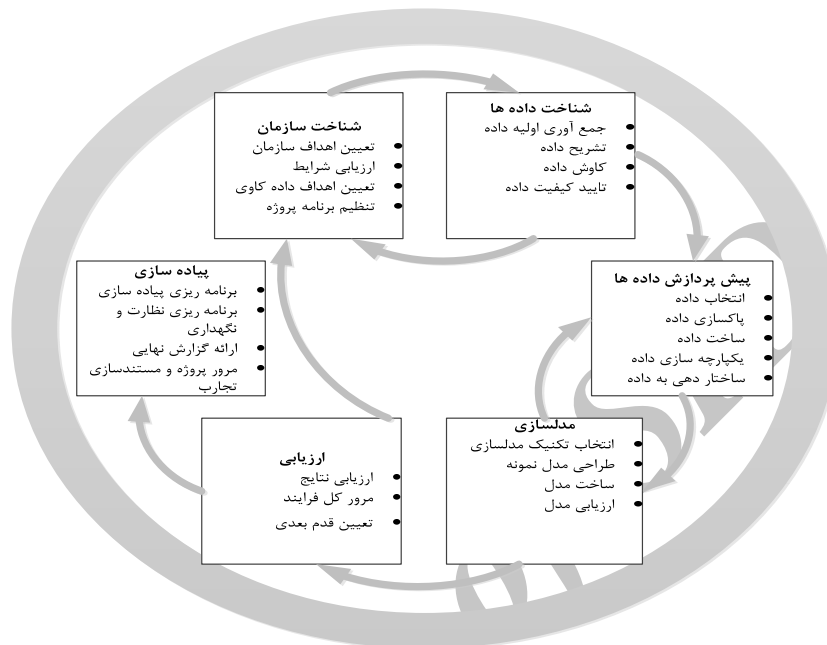 شناخت سازمان
تعیین اهداف سازمان
ارزیابی شرایط
تعیین اهداف داده کاوی
تنظیم برنامه پروژه
شناخت داده ها
جمع آوری اولیه داده
تشریح داده
کاوش داده
تایید کیفیت داده
پیش پردازش داده ها
انتخاب داده
پاکسازی داده
ساخت داده
یکپارچه سازی داده
ساختار دهی به داده
مدلسازی
انتخاب تکنیک مدلسازی
طراحی مدل نمونه
ساخت مدل
ارزیابی مدل
ارزیابی
ارزیابی نتایج
مرور کل فرایند
تعیین قدم بعدی
پیاده سازی
برنامه ریزی پیاده سازی
برنامه ریزی نظارت و
نگهداری
ارائه گزارش نهایی
مرور پروژه و مستندسازی
تجارب